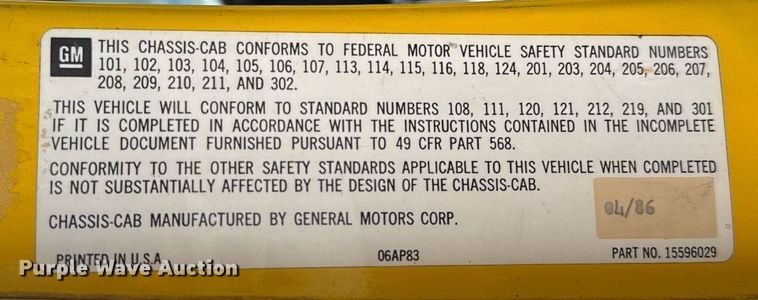 GM THIS CHASSIS-CAB CONFORMS TO FEDERAL MOTOR VEHICLE SAFETY STANDARD NUMBERS
101, 102, 103, 104, 105, 106, 107, 113, 114, 115, 116, 118, 124, 201, 203, 204, 205, 206, 207,
208, 209, 210, 211, AND 302.
THIS VEHICLE WILL CONFORM TO STANDARD NUMBERS 108, 111, 120, 121, 212, 219, AND 301
IF IT IS COMPLETED IN ACCORDANCE WITH THE INSTRUCTIONS CONTAINED IN THE INCOMPLETE
VEHICLE DOCUMENT FURNISHED PURSUANT TO 49 CFR PART 568.
CONFORMITY TO THE OTHER SAFETY STANDARDS APPLICABLE TO THIS VEHICLE WHEN COMPLETED
IS NOT SUBSTANTIALLY AFFECTED BY THE DESIGN OF THE CHASSIS-CAB.
04/86
CHASSIS-CAB MANUFACTURED BY GENERAL MOTORS CORP.
PRINTED IN U.S.A. 06AP83 PART NO. 15596029
Purple Wave Auction